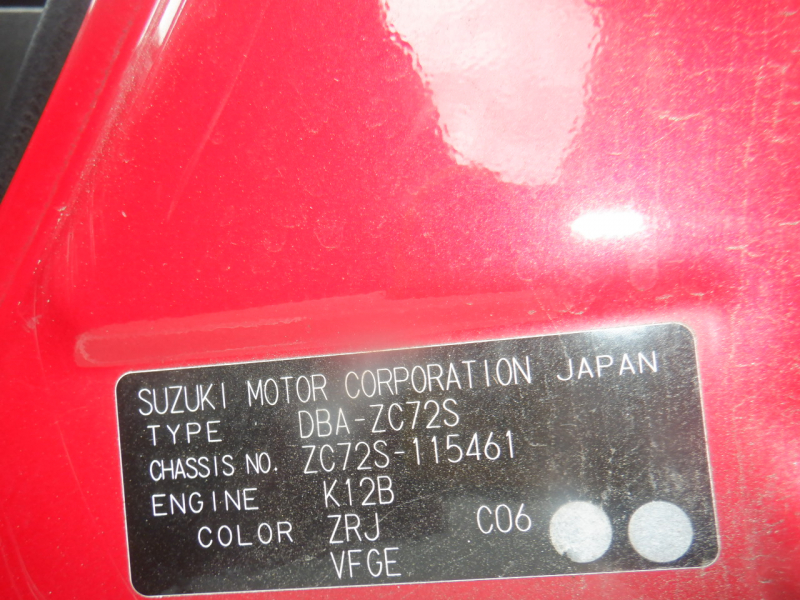 SUZUKI MOTOR CORPORATION JAPAN
TYPE DBA-ZC72S
CHASSIS NO. ZC72S-115461
ENGINE K12B
COLOR ZRJ C06
VFGE